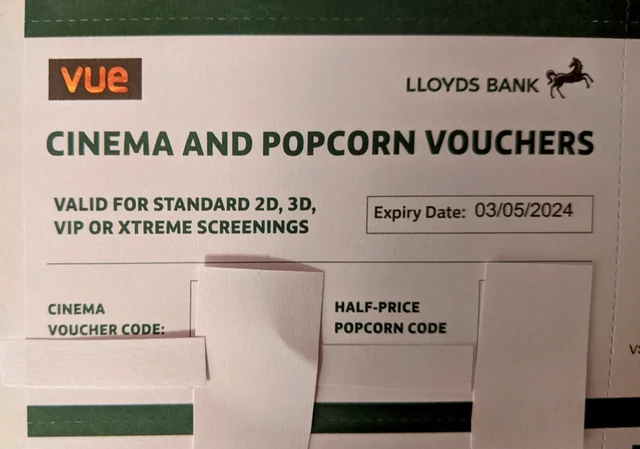 vue
LLOYDS BANK
CINEMA AND POPCORN VOUCHERS
VALID FOR STANDARD 2D, 3D,
VIP OR XTREME SCREENINGS
Expiry Date: 03/05/2024
CINEMA
VOUCHER CODE:
HALF-PRICE
POPCORN CODE